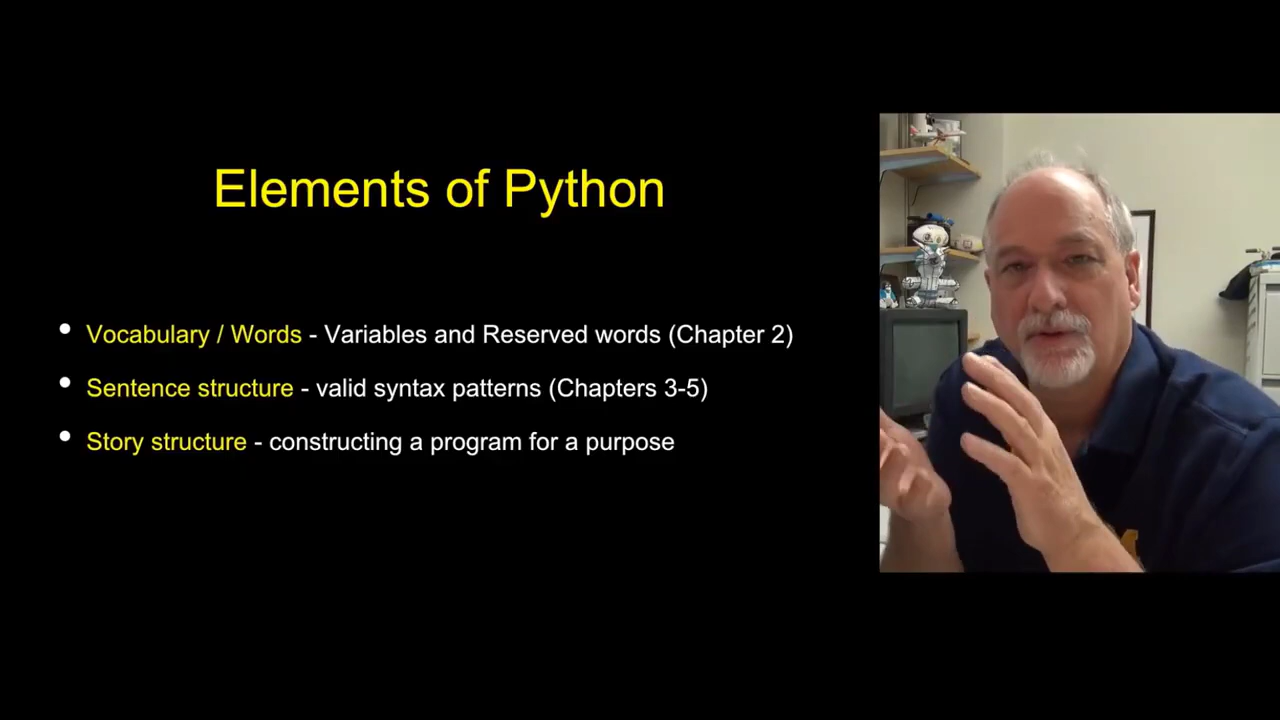 Elements of Python
• Vocabulary / Words - Variables and Reserved words (Chapter 2)
• Sentence structure - valid syntax patterns (Chapters 3-5)
• Story structure - constructing a program for a purpose